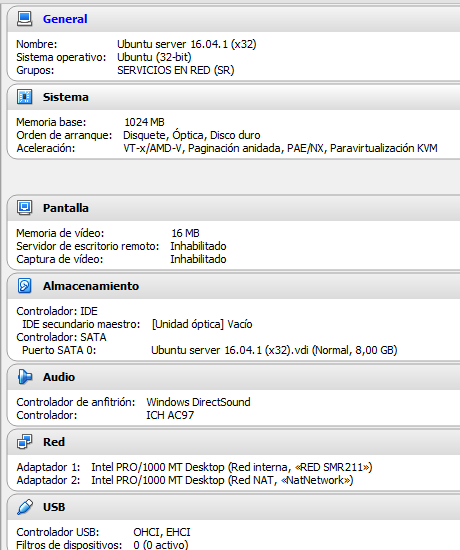 General
Nombre: Ubuntu server 16.04.1 (x32)
Sistema operativo: Ubuntu (32-bit)
Grupos: SERVICIOS EN RED (SR)
Sistema
Memoria base: 1024 MB
Orden de arranque: Disquete, Óptica, Disco duro
Aceleración: VT-x/AMD-V, Paginación anidada, PAE/NX, Paravirtualización KVM
Pantalla
Memoria de vídeo: 16 MB
Servidor de escritorio remoto: Inhabilitado
Captura de vídeo: Inhabilitado
Almacenamiento
Controlador: IDE
IDE secundario maestro: [Unidad óptica] Vacío
Controlador: SATA
Puerto SATA 0: Ubuntu server 16.04.1 (x32).vdi (Normal, 8,00 GB)
Audio
Controlador de anfitrión: Windows DirectSound
Controlador: ICH AC97
Red
Adaptador 1: Intel PRO/1000 MT Desktop (Red interna, «RED SMR211»)
Adaptador 2: Intel PRO/1000 MT Desktop (Red NAT, «NatNetwork»)
USB
Controlador USB: OHCI, EHCI
Filtros de dispositivos: 0 (0 activo)